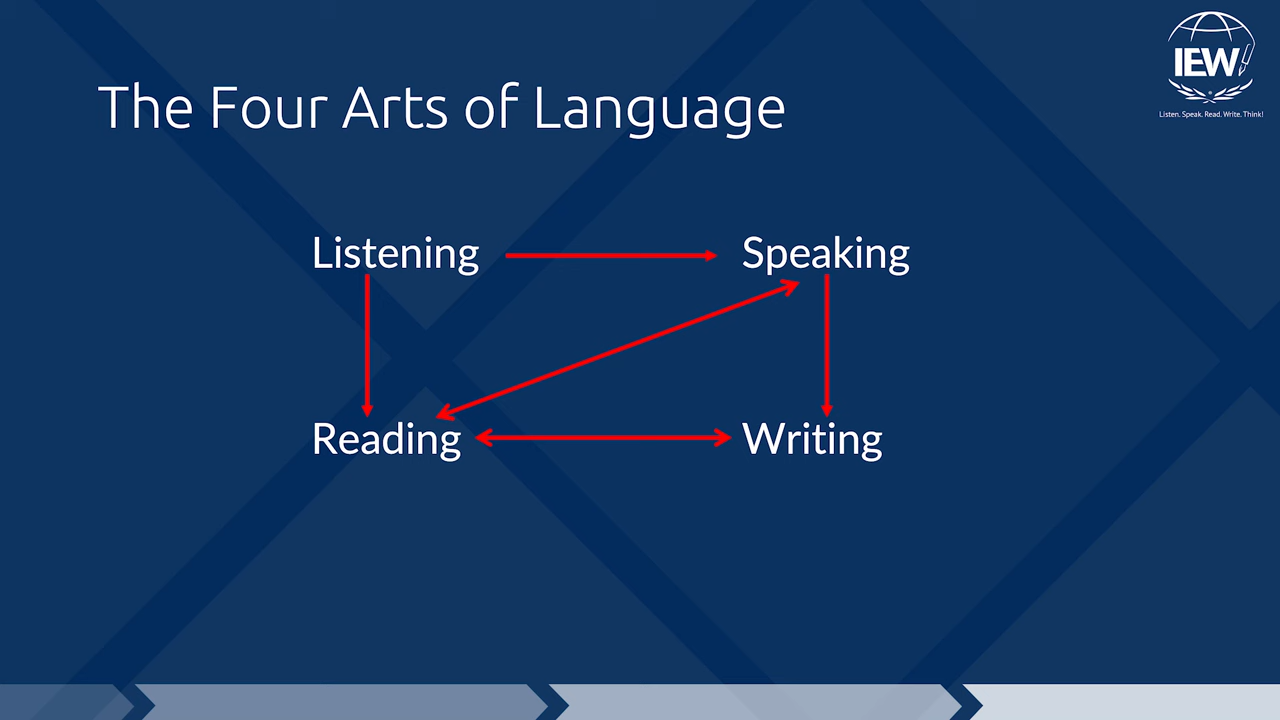 IEW
Listen. Speak. Read. Write. Think!
The Four Arts of Language
Listening
Speaking
Reading
Writing